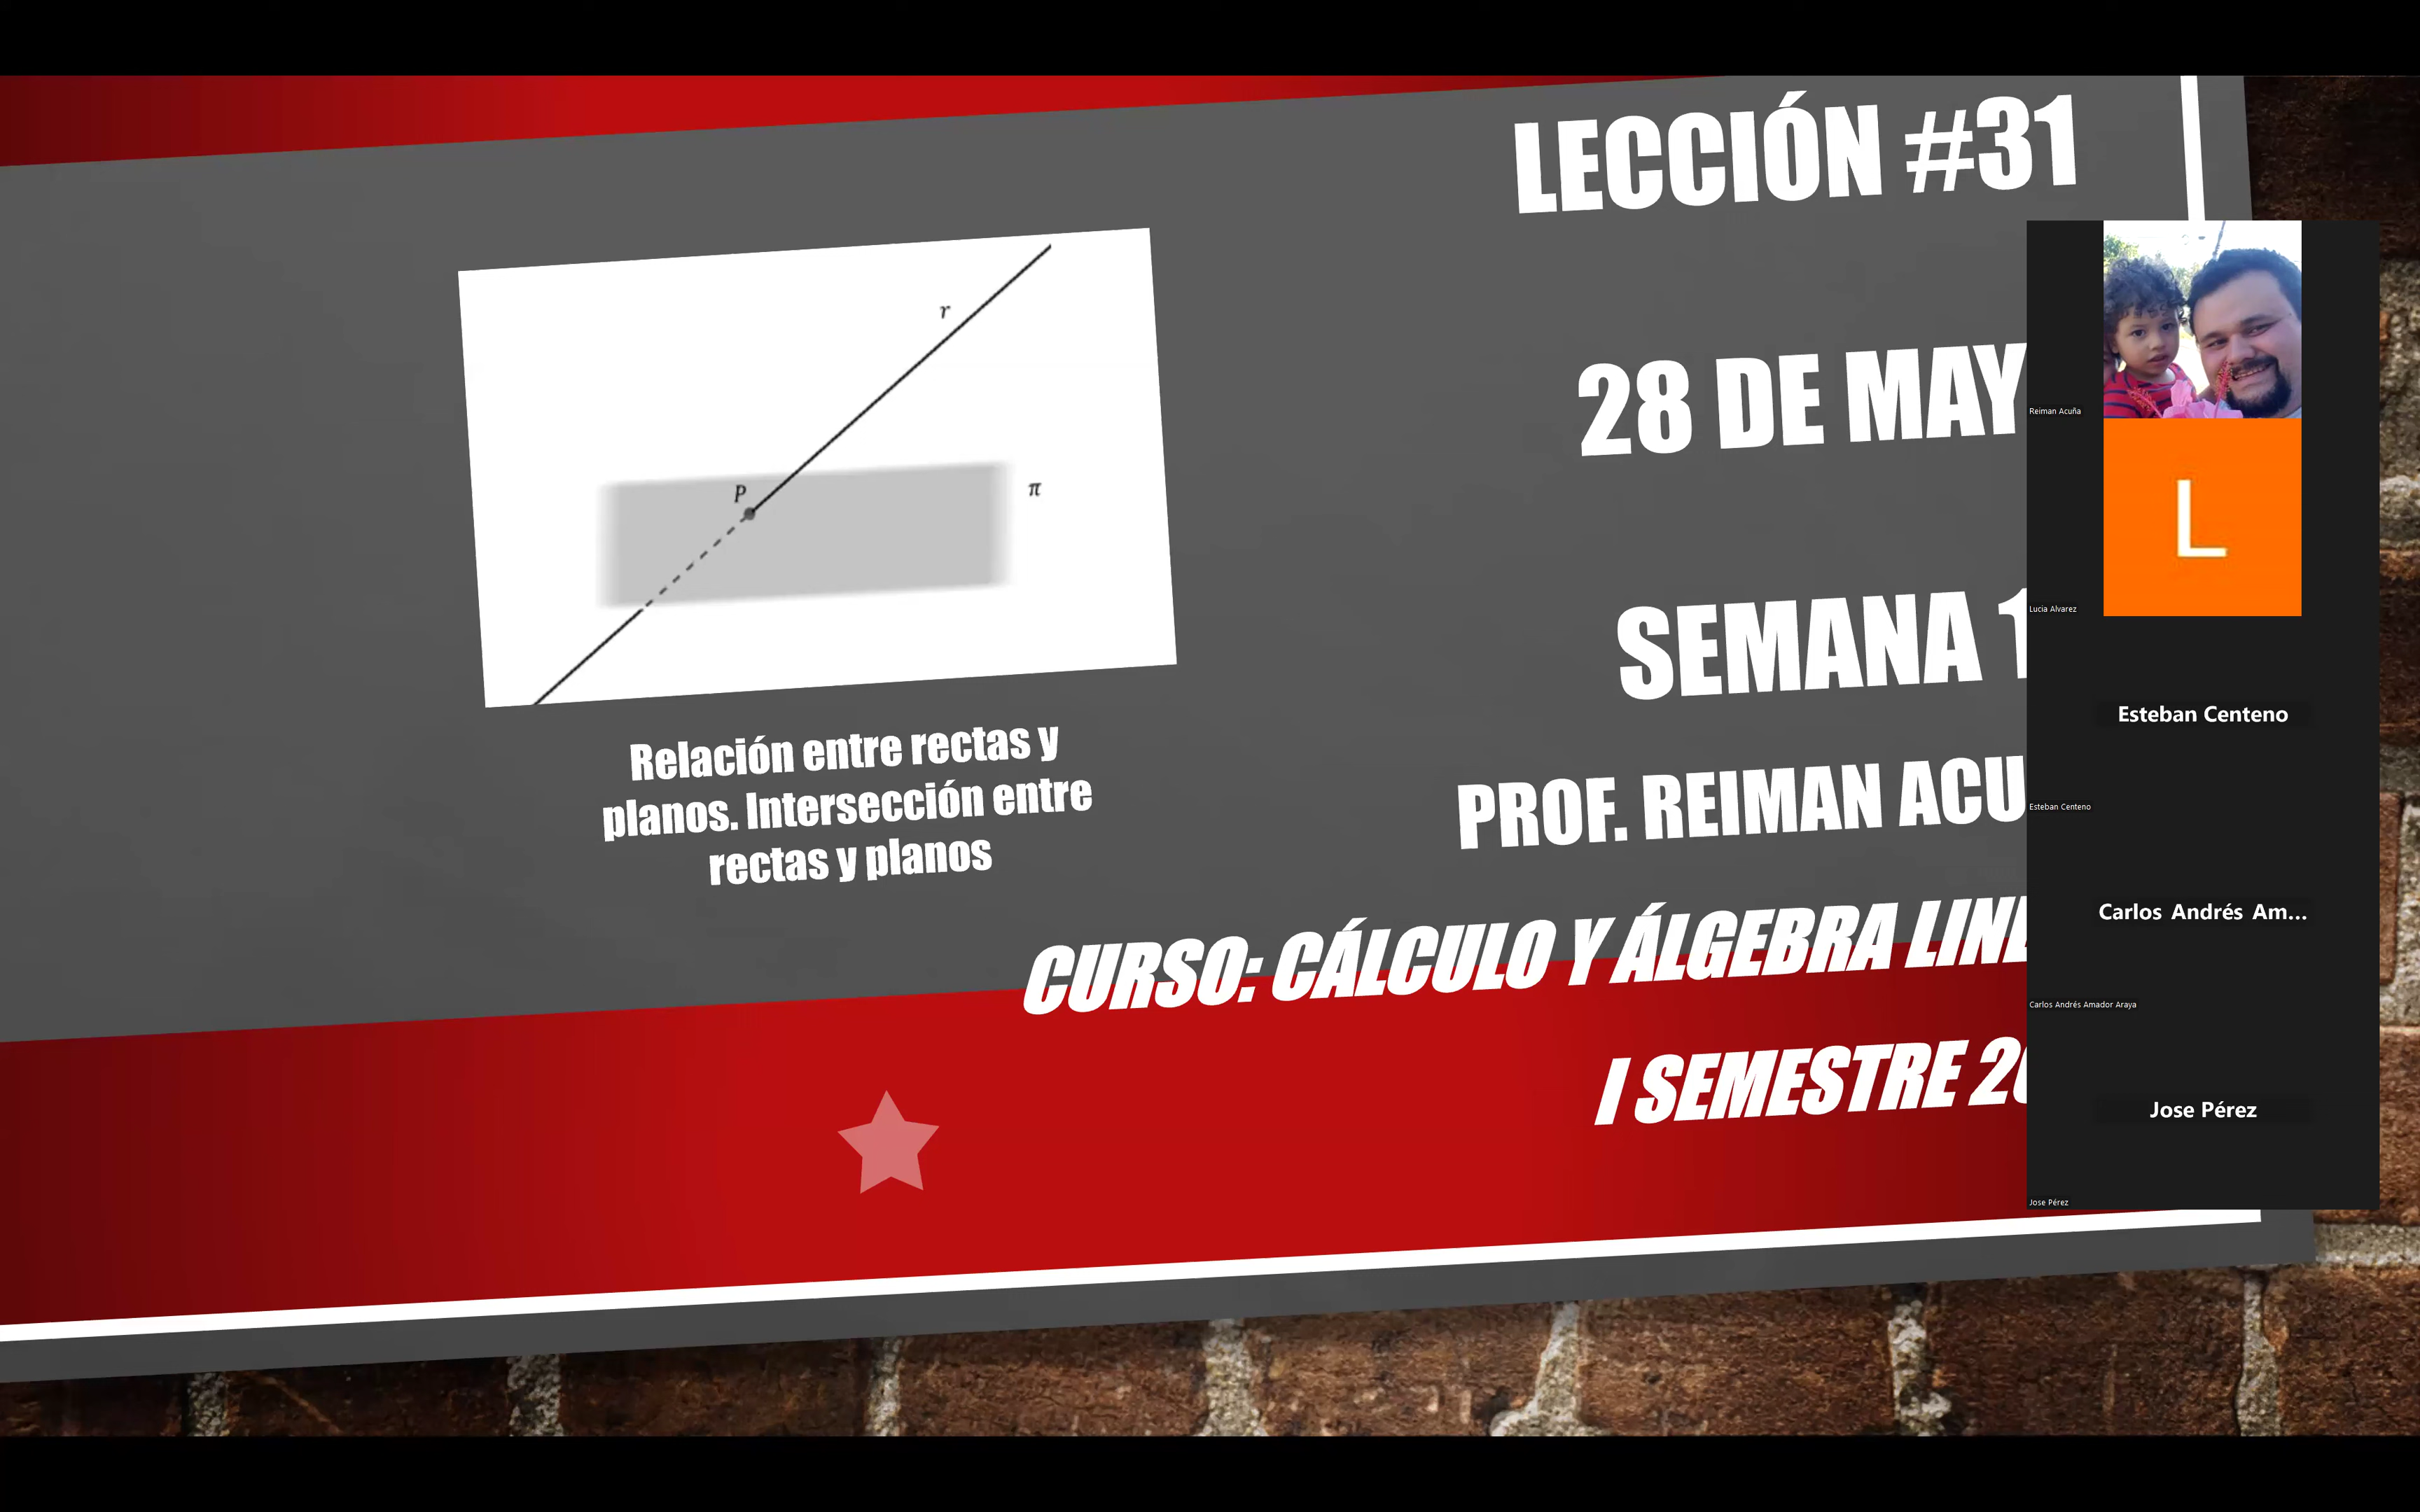 LECCIÓN #31
r
28 DE MAY
P
π
SEMANA 1
Relación entre rectas y
planos. Intersección entre
rectas y planos
PROF. REIMAN ACU
CURSO: CÁLCULO Y ÁLGEBRA LINE
I SEMESTRE 20
Reiman Acuña
L
Lucia Alvarez
Esteban Centeno
Esteban Centeno
Carlos Andrés Am...
Carlos Andrés Amador Araya
Jose Pérez
Jose Pérez